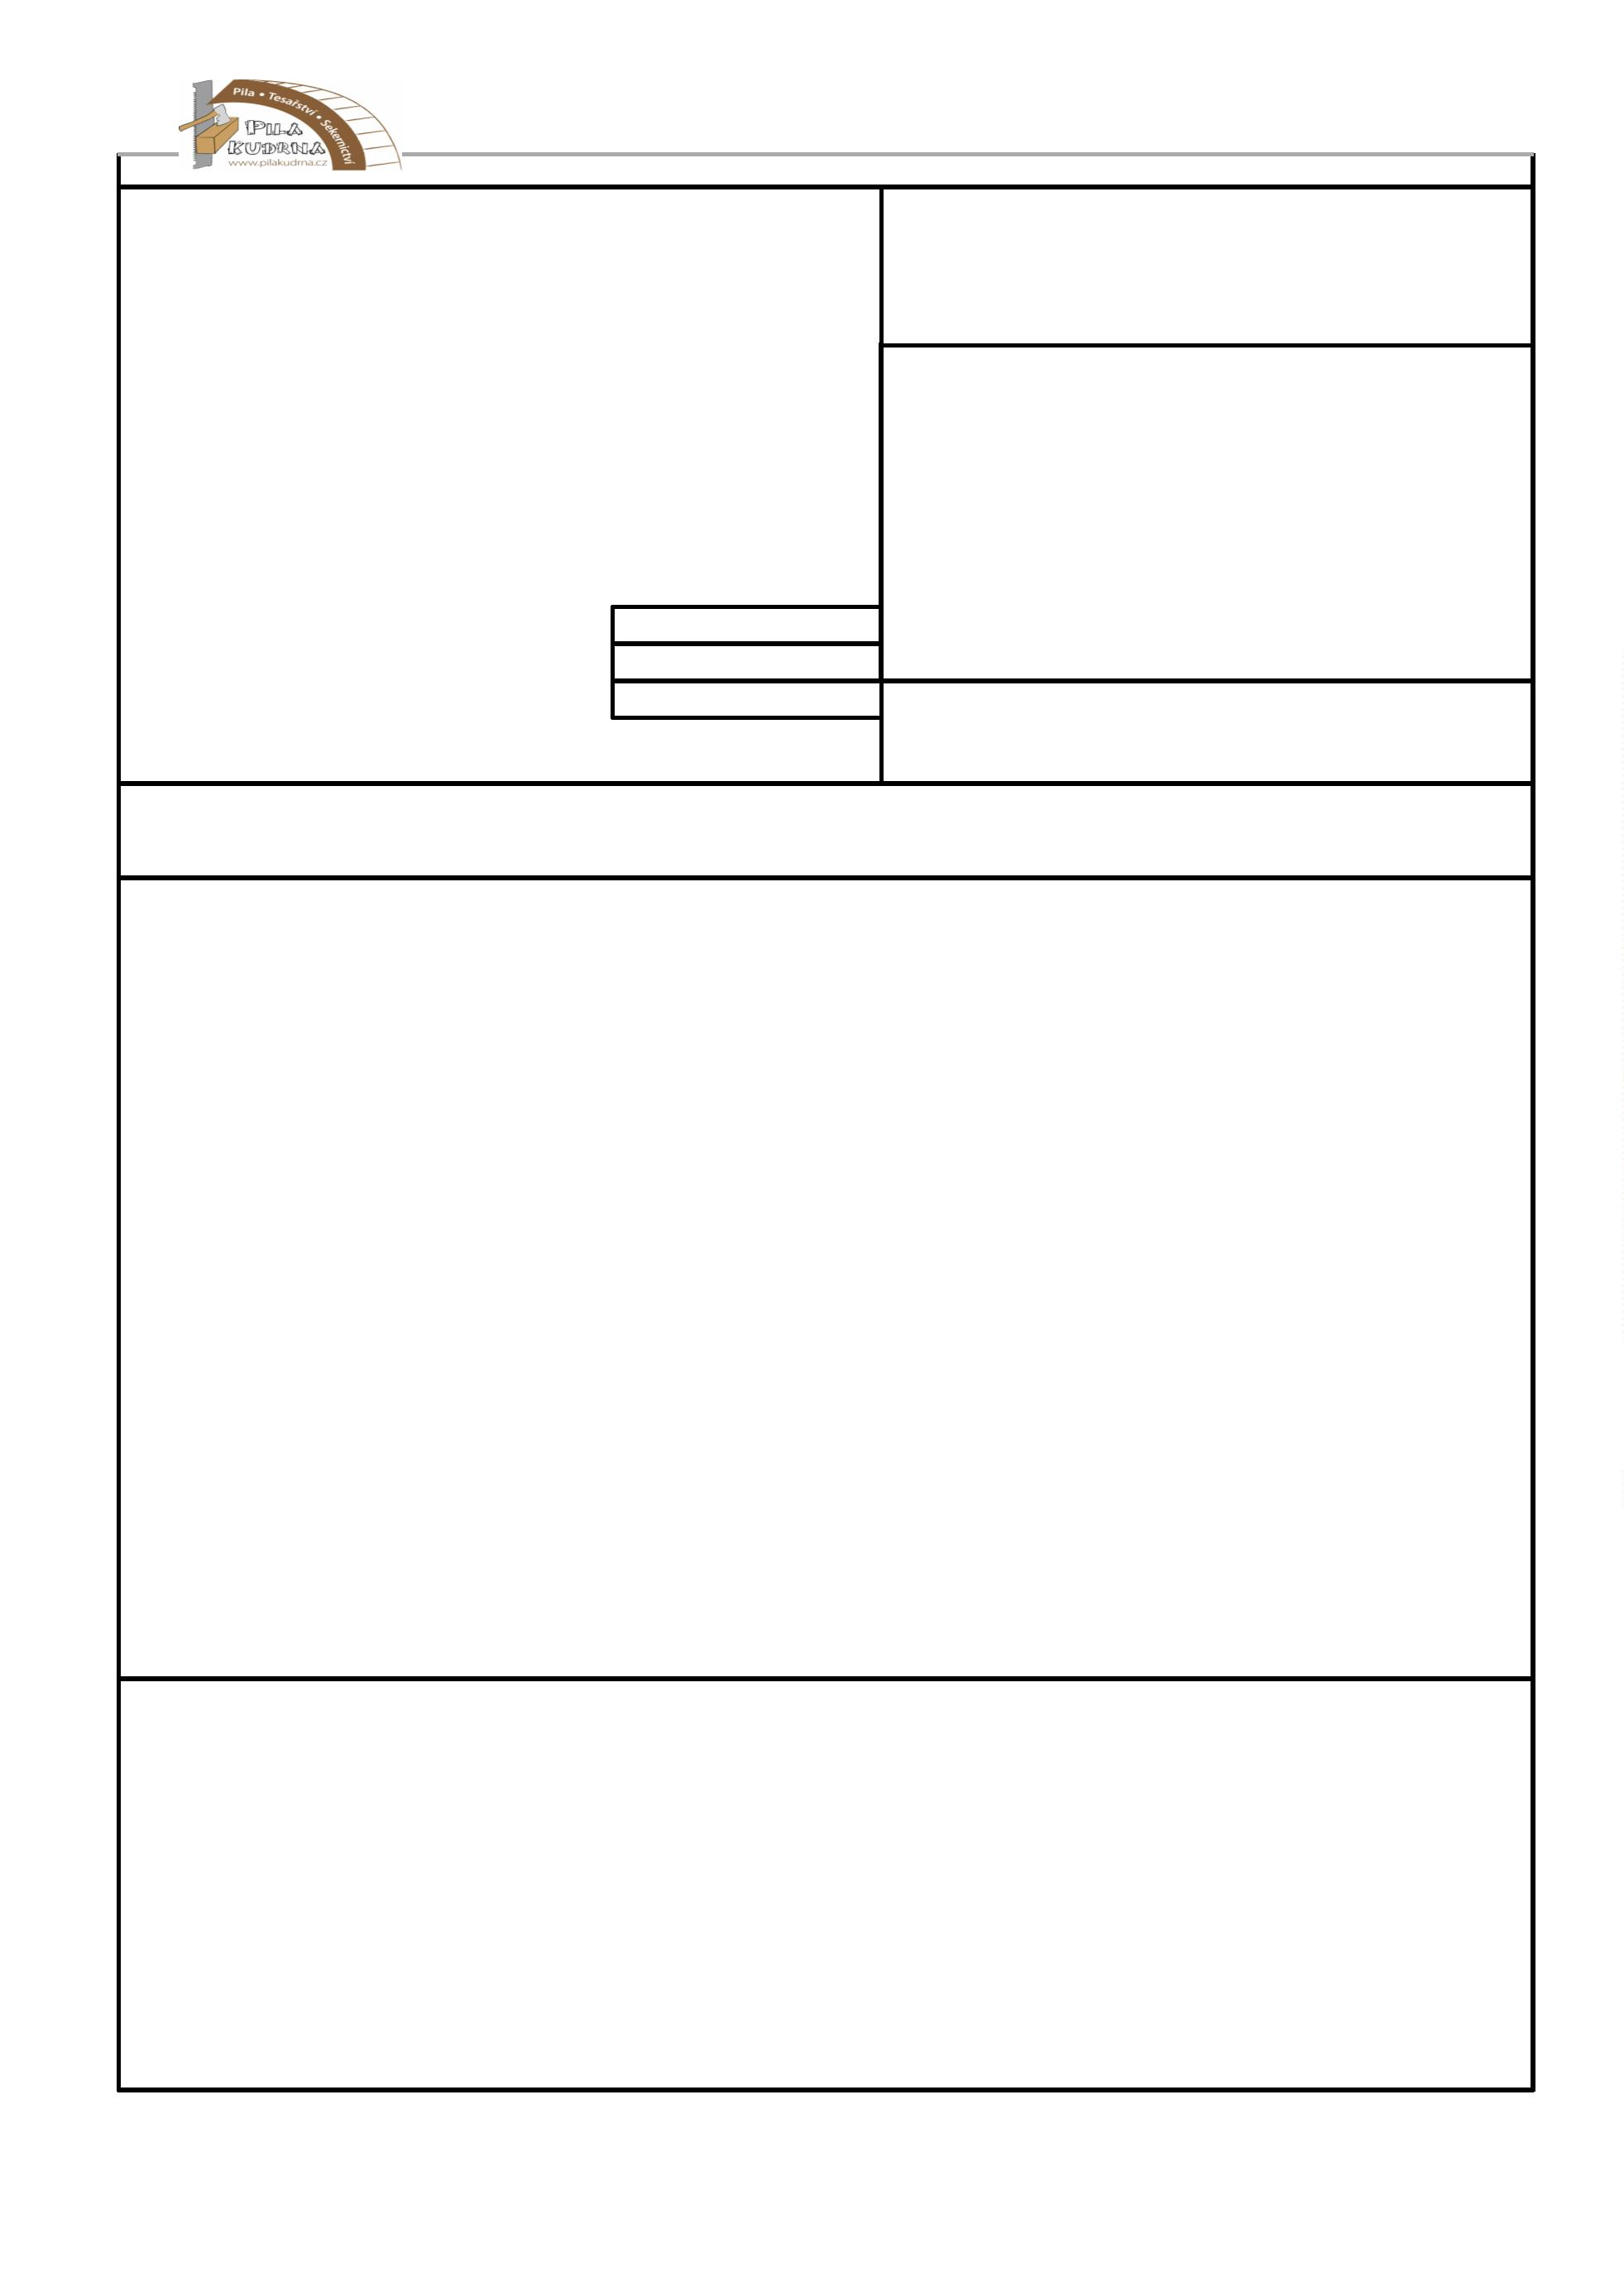 Pila • Tesařství • Sekernictví
PILA
KUDRNA
www.pilakudrna.cz